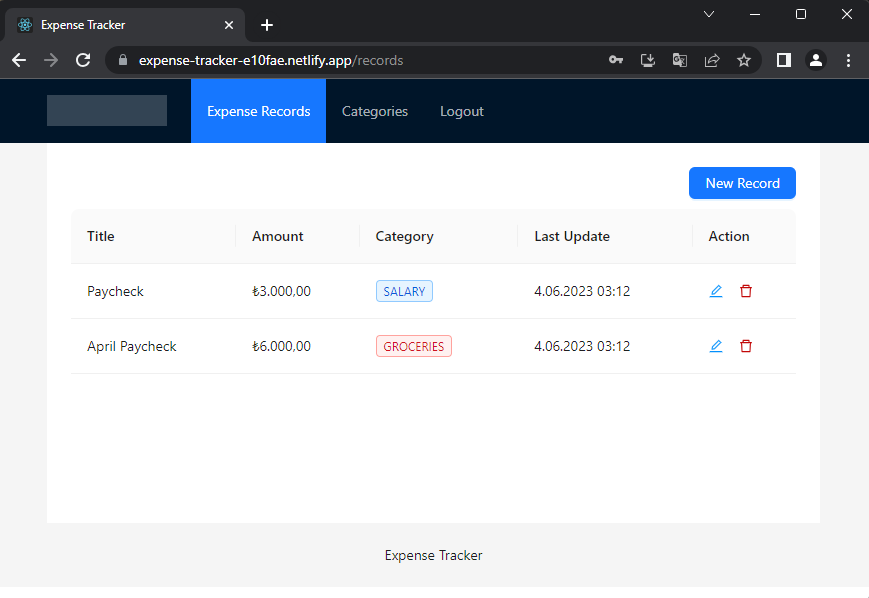 Expense Tracker
expense-tracker-e10fae.netlify.app/records
Expense Records Categories Logout
New Record
Title Amount Category Last Update Action
Paycheck ₺3.000,00 SALARY 4.06.2023 03:12
April Paycheck ₺6.000,00 GROCERIES 4.06.2023 03:12
Expense Tracker